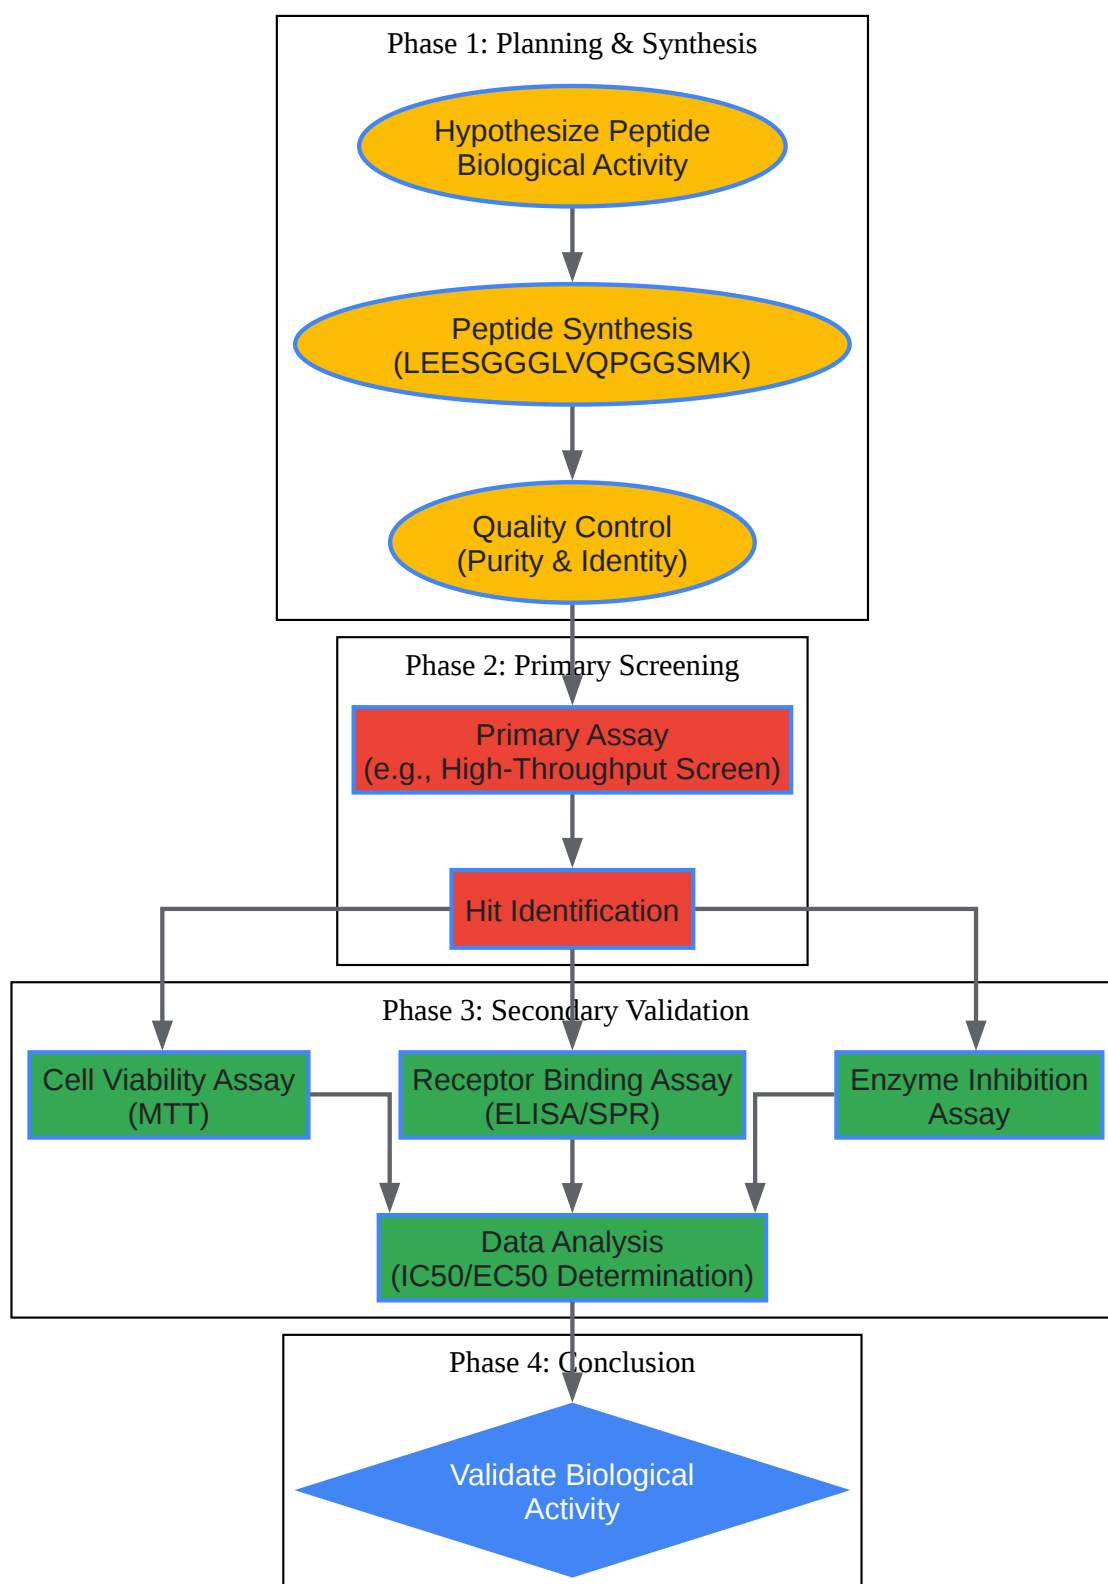 Phase 1: Planning & Synthesis
Hypothesize Peptide
Biological Activity
Peptide Synthesis
(LEESGGGLVQPGGSMK)
Quality Control
(Purity & Identity)
Phase 2: Primary Screening
Primary Assay
(e.g., High-Throughput Screen)
Hit Identification
Phase 3: Secondary Validation
Cell Viability Assay
(MTT)
Receptor Binding Assay
(ELISA/SPR)
Enzyme Inhibition
Assay
Data Analysis
(IC50/EC50 Determination)
Phase 4: Conclusion
Validate Biological
Activity